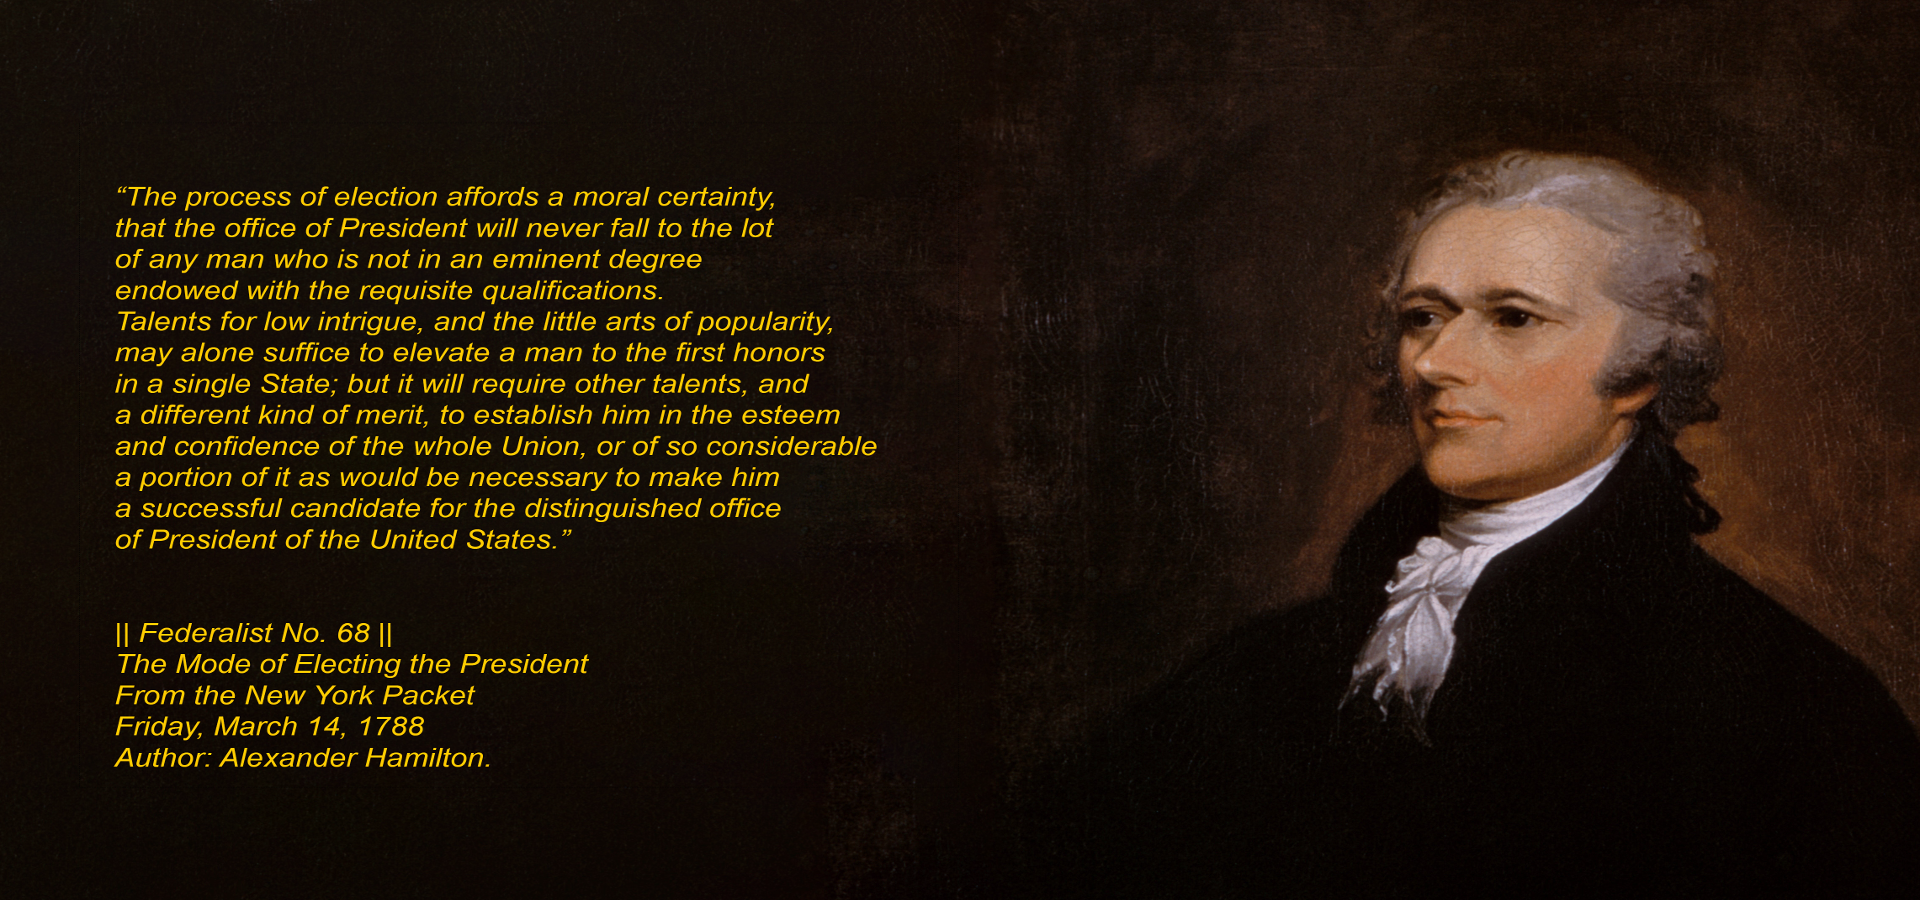 “The process of election affords a moral certainty,
that the office of President will never fall to the lot
of any man who is not in an eminent degree
endowed with the requisite qualifications.
Talents for low intrigue, and the little arts of popularity,
may alone suffice to elevate a man to the first honors
in a single State; but it will require other talents, and
a different kind of merit, to establish him in the esteem
and confidence of the whole Union, or of so considerable
a portion of it as would be necessary to make him
a successful candidate for the distinguished office
of President of the United States.”
|| Federalist No. 68 ||
The Mode of Electing the President
From the New York Packet
Friday, March 14, 1788
Author: Alexander Hamilton.